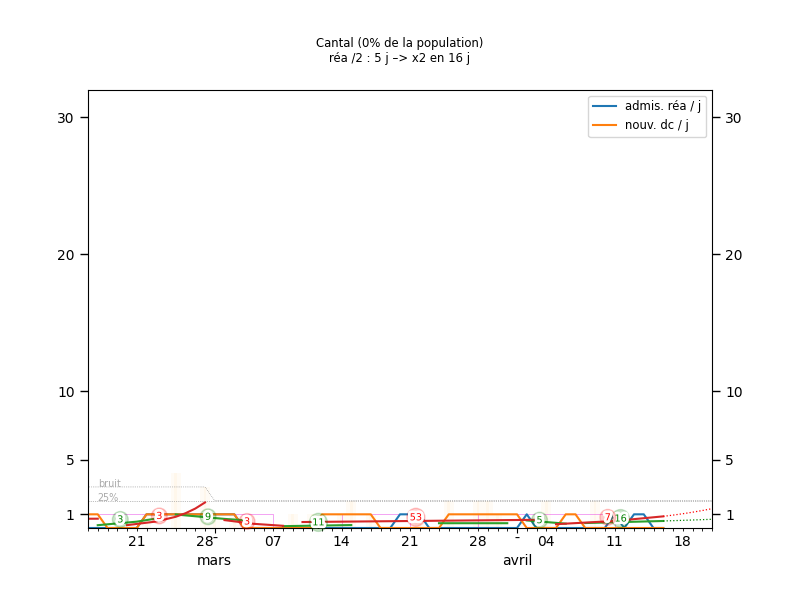 Cantal (0% de la population)
réa /2 : 5 j –> x2 en 16 j
admis. réa / j
nouv. dc / j
30 30
20 20
10 10
5 5
bruit
25%
1 1
3 3 9 3 11 53 5 7 16
21 28 07 14 21 28 04 11 18
mars avril